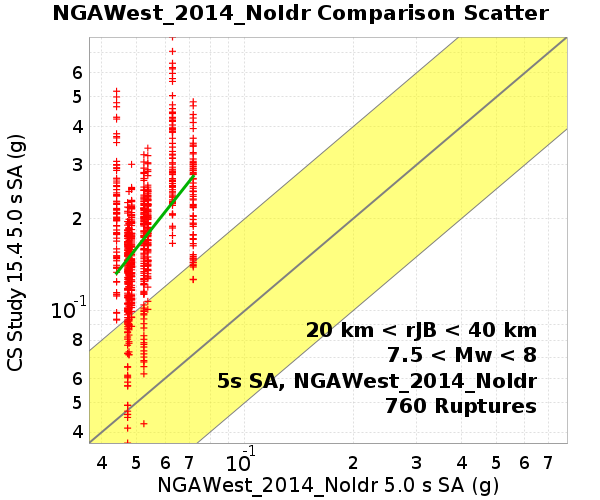 NGAWest_2014_NoIdr Comparison Scatter
CS Study 15.4 5.0 s SA (g)
6
5
4
3
2
10-1
8
6
5
4
20 km < rJB < 40 km
7.5 < Mw < 8
5s SA, NGAWest_2014_NoIdr
760 Ruptures
4 5 6 7 10-1 2 3 4 5 6 7
NGAWest_2014_NoIdr 5.0 s SA (g)